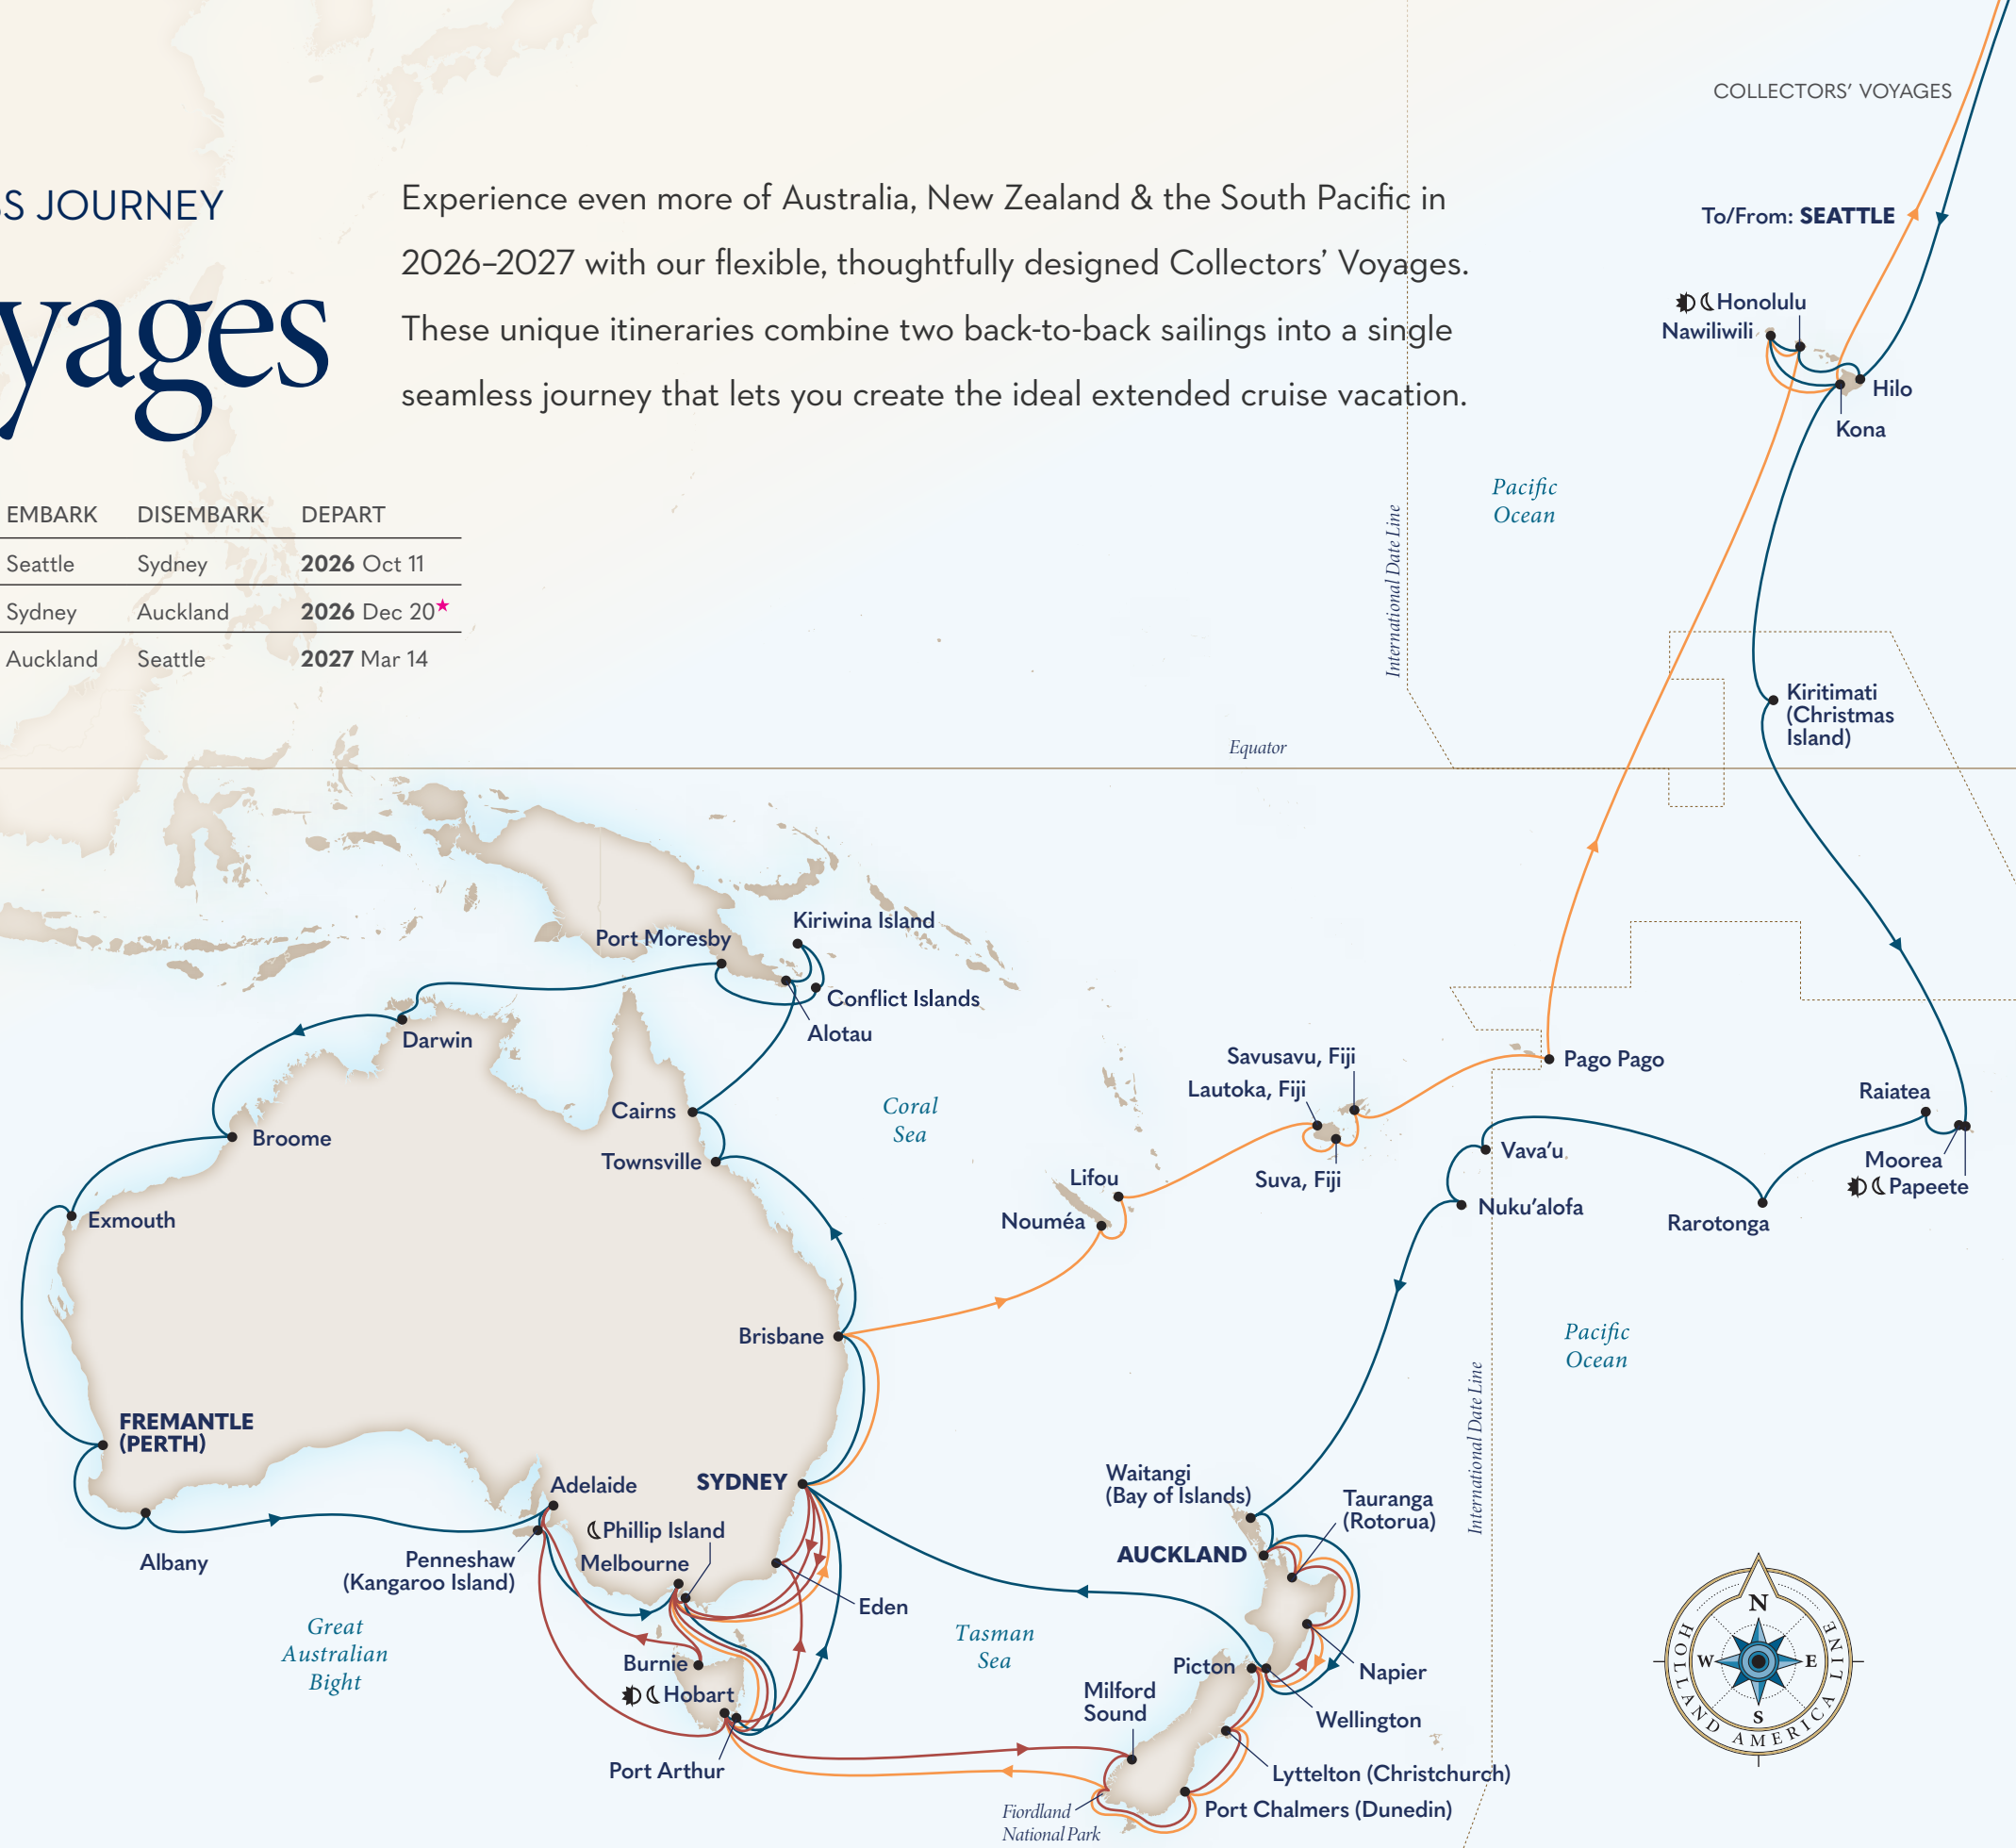 COLLECTORS' VOYAGES
SS JOURNEY
yages
Experience even more of Australia, New Zealand & the South Pacific in
2026–2027 with our flexible, thoughtfully designed Collectors' Voyages.
These unique itineraries combine two back-to-back sailings into a single
seamless journey that lets you create the ideal extended cruise vacation.
EMBARK DISEMBARK DEPART
Seattle Sydney 2026 Oct 11
Sydney Auckland 2026 Dec 20★
Auckland Seattle 2027 Mar 14
To/From: SEATTLE
Honolulu
Nawiliwili
Hilo
Kona
Pacific
Ocean
International Date Line
Kiritimati
(Christmas
Island)
Equator
Kiriwina Island
Port Moresby
Conflict Islands
Alotau
Darwin
Savusavu, Fiji
Lautoka, Fiji
Suva, Fiji
Pago Pago
Raiatea
Moorea
Papeete
Cairns
Coral
Sea
Broome
Townsville
Vava'u
Lifou
Nuku'alofa
Rarotonga
Exmouth
Nouméa
Brisbane
Pacific
Ocean
International Date Line
FREMANTLE
(PERTH)
Adelaide
SYDNEY
Waitangi
(Bay of Islands)
Tauranga
(Rotorua)
Phillip Island
Melbourne
AUCKLAND
Albany
Penneshaw
(Kangaroo Island)
Eden
Great
Australian
Bight
Tasman
Sea
Burnie
Hobart
Picton
Napier
Milford
Sound
Wellington
Port Arthur
Lyttelton (Christchurch)
Port Chalmers (Dunedin)
Fiordland
National Park
N
W E
S
HOLLAND AMERICA LINE